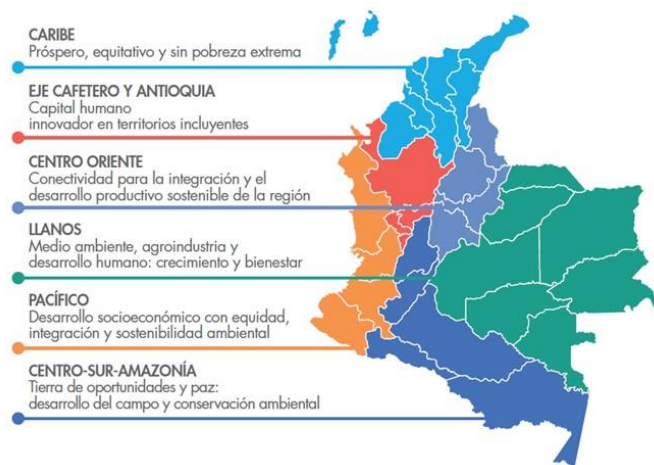 CARIBE
Próspero, equitativo y sin pobreza extrema
EJE CAFETERO Y ANTIOQUIA
Capital humano
innovador en territorios incluyentes
CENTRO ORIENTE
Conectividad para la integración y el
desarrollo productivo sostenible de la región
LLANOS
Medio ambiente, agroindustria y
desarrollo humano: crecimiento y bienestar
PACÍFICO
Desarrollo socioeconómico con equidad,
integración y sostenibilidad ambiental
CENTRO-SUR-AMAZONÍA
Tierra de oportunidades y paz:
desarrollo del campo y conservación ambiental